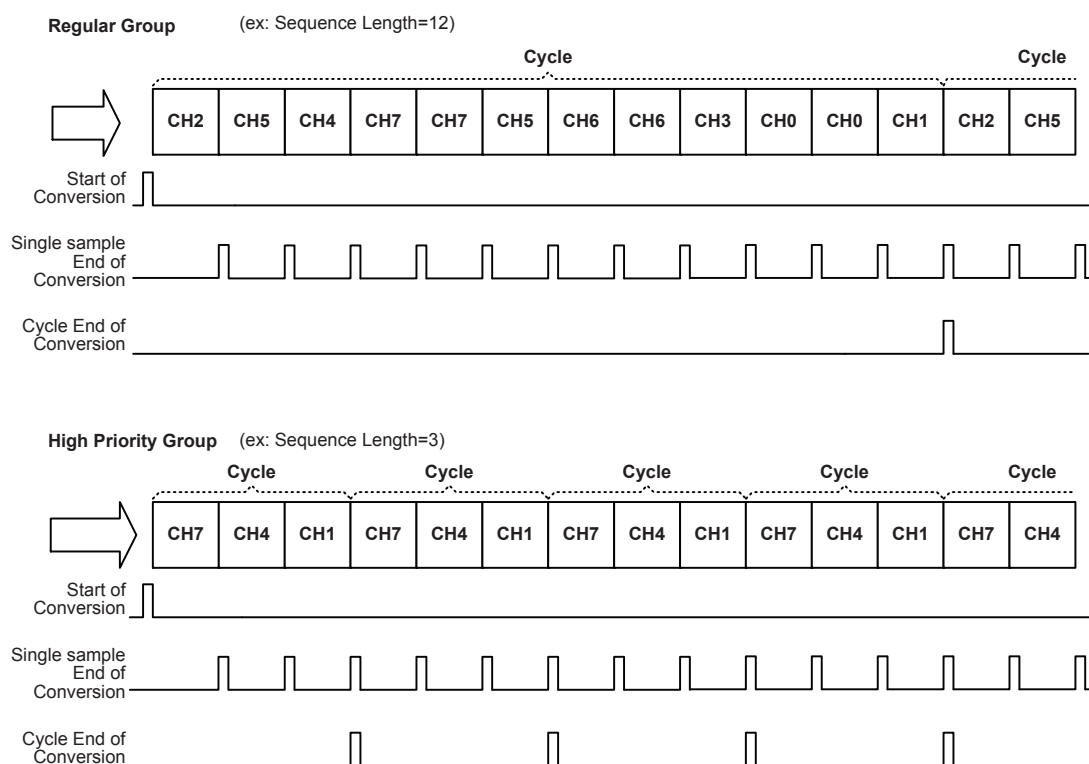 Regular Group (ex: Sequence Length=12)
Cycle Cycle
CH2 CH5 CH4 CH7 CH7 CH5 CH6 CH6 CH3 CH0 CH0 CH1 CH2 CH5
Start of
Conversion
Single sample
End of
Conversion
Cycle End of
Conversion
High Priority Group (ex: Sequence Length=3)
Cycle Cycle Cycle Cycle Cycle
CH7 CH4 CH1 CH7 CH4 CH1 CH7 CH4 CH1 CH7 CH4 CH1 CH7 CH4
Start of
Conversion
Single sample
End of
Conversion
Cycle End of
Conversion